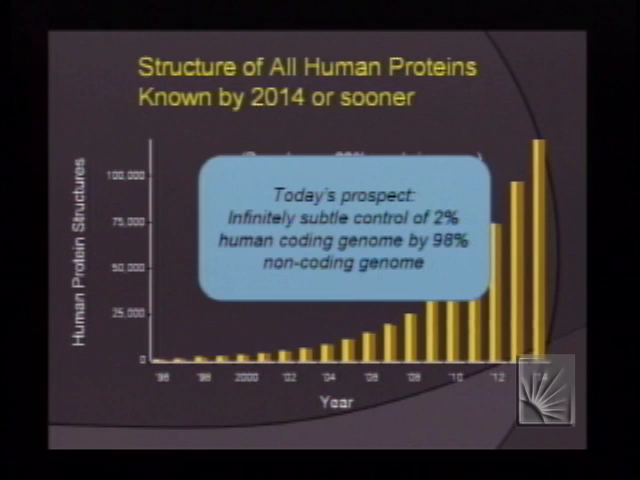 Structure of All Human Proteins
Known by 2014 or sooner
Human Protein Structures
100,000
75,000
50,000
25,000
0
Today's prospect:
Infinitely subtle control of 2%
human coding genome by 98%
non-coding genome
'96 '98 2000 '02 '04 '06 '08 '10 '12 '14
Year